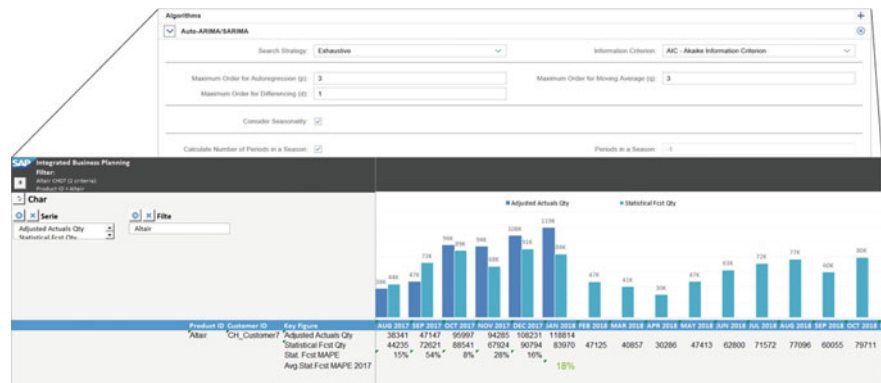 Algorithms
Auto-ARIMA/SARIMA
Search Strategy: Exhaustive
Information Criterion: AIC - Akaike Information Criterion
Maximum Order for Autoregression (p): 3
Maximum Order for Moving Average (q): 3
Maximum Order for Differencing (d): 1
Consider Seasonality:
Calculate Number of Periods in a Season:
Periods in a Season: -1
SAP Integrated Business Planning
Filter:
Altair CH07 (2 criteria)
Product ID = Altair
Char
Serie Filte
Adjusted Actuals Qty Altair
Statistical Fcst Qty
Adjusted Actuals Qty Statistical Fcst Qty
44K 47K 73K 96K 89K 94K 68K 108K 91K 119K 84K 47K 41K 30K 47K 63K 72K 77K 60K 80K
Product ID Customer ID Key Figure AUG 2017 SEP 2017 OCT 2017 NOV 2017 DEC 2017 JAN 2018 FEB 2018 MAR 2018 APR 2018 MAY 2018 JUN 2018 JUL 2018 AUG 2018 SEP 2018 OCT 2018
Altair CH_Customer7 Adjusted Actuals Qty 38341 47147 95997 94285 108231 118814
Statistical Fcst Qty 44235 72621 88541 67924 90794 83970 47125 40857 30286 47413 62800 71572 77096 60055 79711
Stat. Fcst MAPE 15% 54% 8% 28% 16%
Avg.Stat.Fcst MAPE 2017 18%